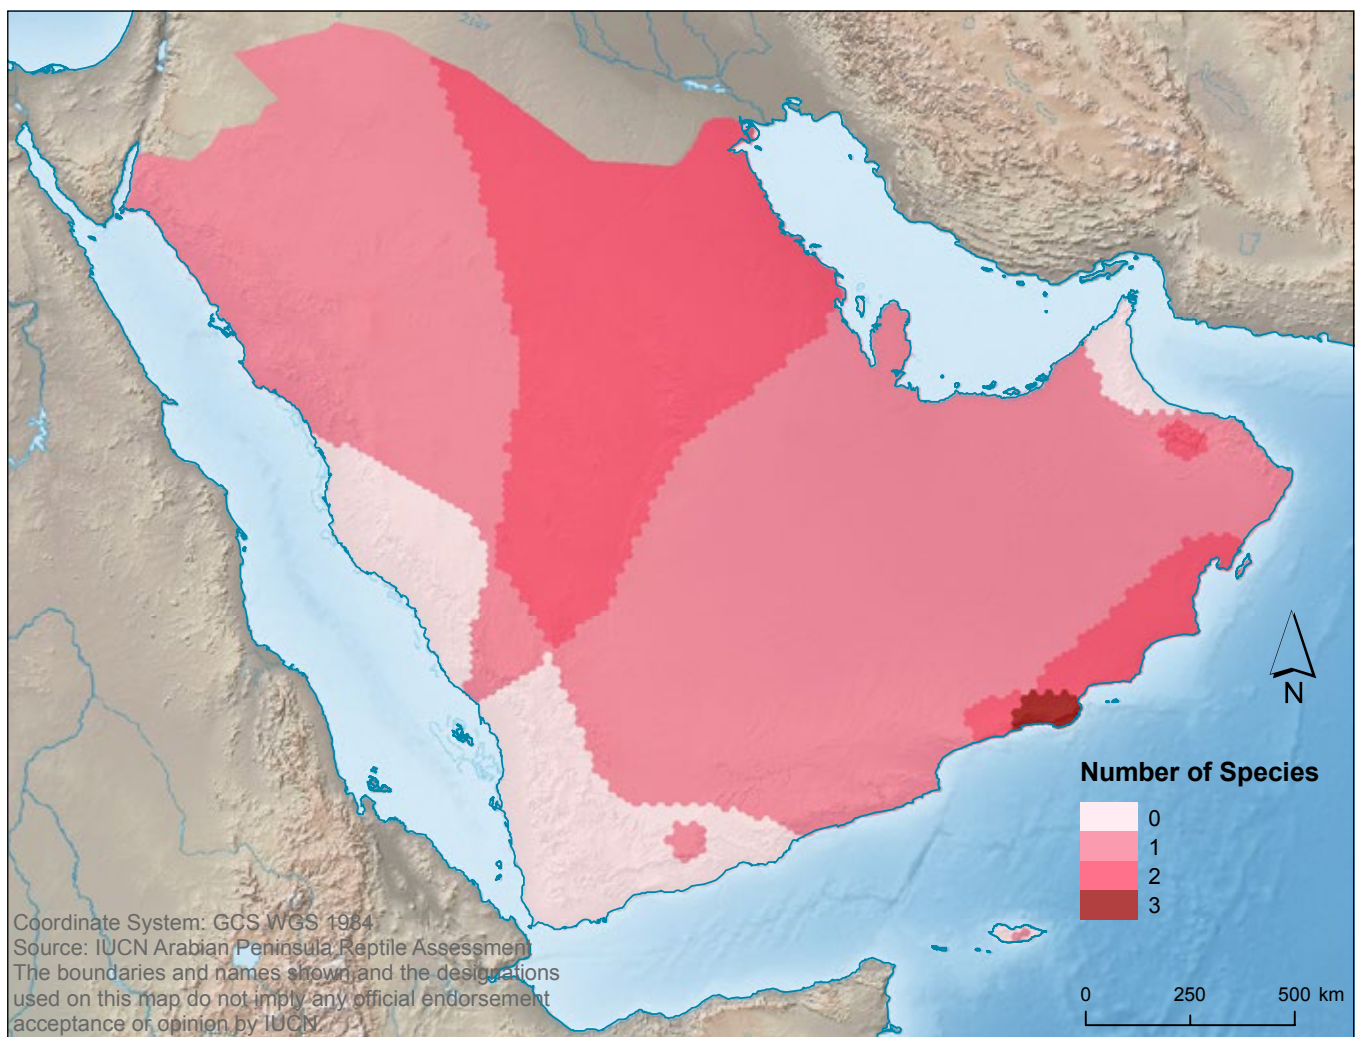 N
Number of Species
0
1
2
3
Coordinate System: GCS WGS 1984
Source: IUCN Arabian Peninsula Reptile Assessment
The boundaries and names shown and the designations
used on this map do not imply any official endorsement
acceptance or opinion by IUCN.
0 250 500 km